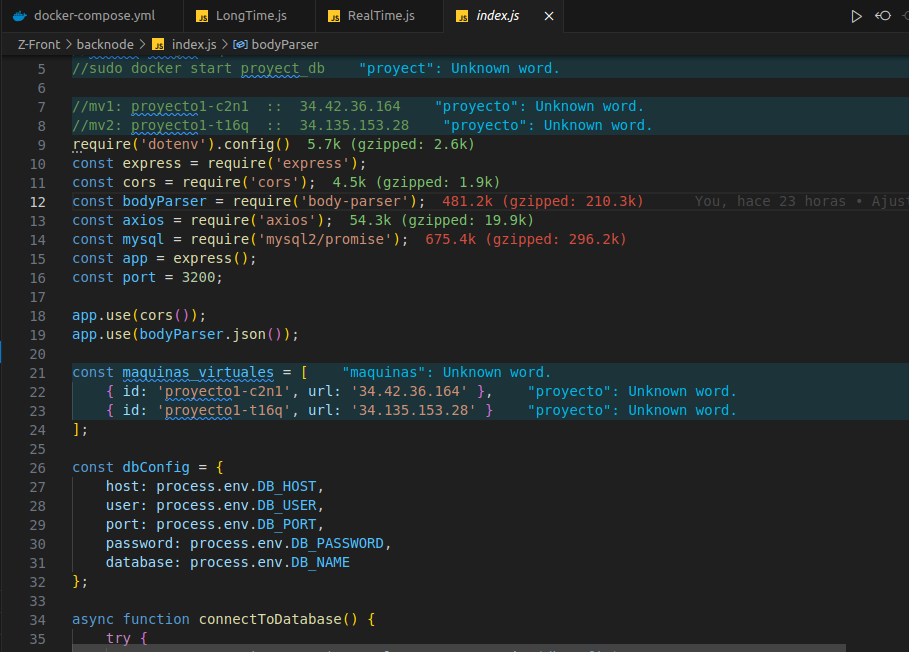 docker-compose.yml JS LongTime.js JS RealTime.js JS index.js
Z-Front > backnode > JS index.js > bodyParser
5 //sudo docker start proyect_db "proyect": Unknown word.
6
7 //mv1: proyecto1-c2n1 :: 34.42.36.164 "proyecto": Unknown word.
8 //mv2: proyecto1-t16q :: 34.135.153.28 "proyecto": Unknown word.
9 require('dotenv').config() 5.7k (gzipped: 2.6k)
10 const express = require('express');
11 const cors = require('cors'); 4.5k (gzipped: 1.9k)
12 const bodyParser = require('body-parser'); 481.2k (gzipped: 210.3k) You, hace 23 horas • Ajus
13 const axios = require('axios'); 54.3k (gzipped: 19.9k)
14 const mysql = require('mysql2/promise'); 675.4k (gzipped: 296.2k)
15 const app = express();
16 const port = 3200;
17
18 app.use(cors());
19 app.use(bodyParser.json());
20
21 const maquinas_virtuales = [ "maquinas": Unknown word.
22 { id: 'proyecto1-c2n1', url: '34.42.36.164' }, "proyecto": Unknown word.
23 { id: 'proyecto1-t16q', url: '34.135.153.28' } "proyecto": Unknown word.
24 ];
25
26 const dbConfig = {
27 host: process.env.DB_HOST,
28 user: process.env.DB_USER,
29 port: process.env.DB_PORT,
30 password: process.env.DB_PASSWORD,
31 database: process.env.DB_NAME
32 };
33
34 async function connectToDatabase() {
35 try {